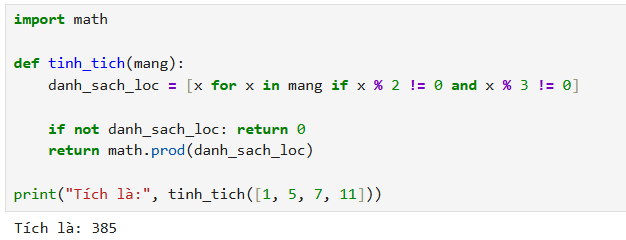 import math
def tinh_tich(mang):
    danh_sach_loc = [x for x in mang if x % 2 != 0 and x % 3 != 0]
    if not danh_sach_loc: return 0
    return math.prod(danh_sach_loc)
print("Tích là:", tinh_tich([1, 5, 7, 11]))
Tích là: 385